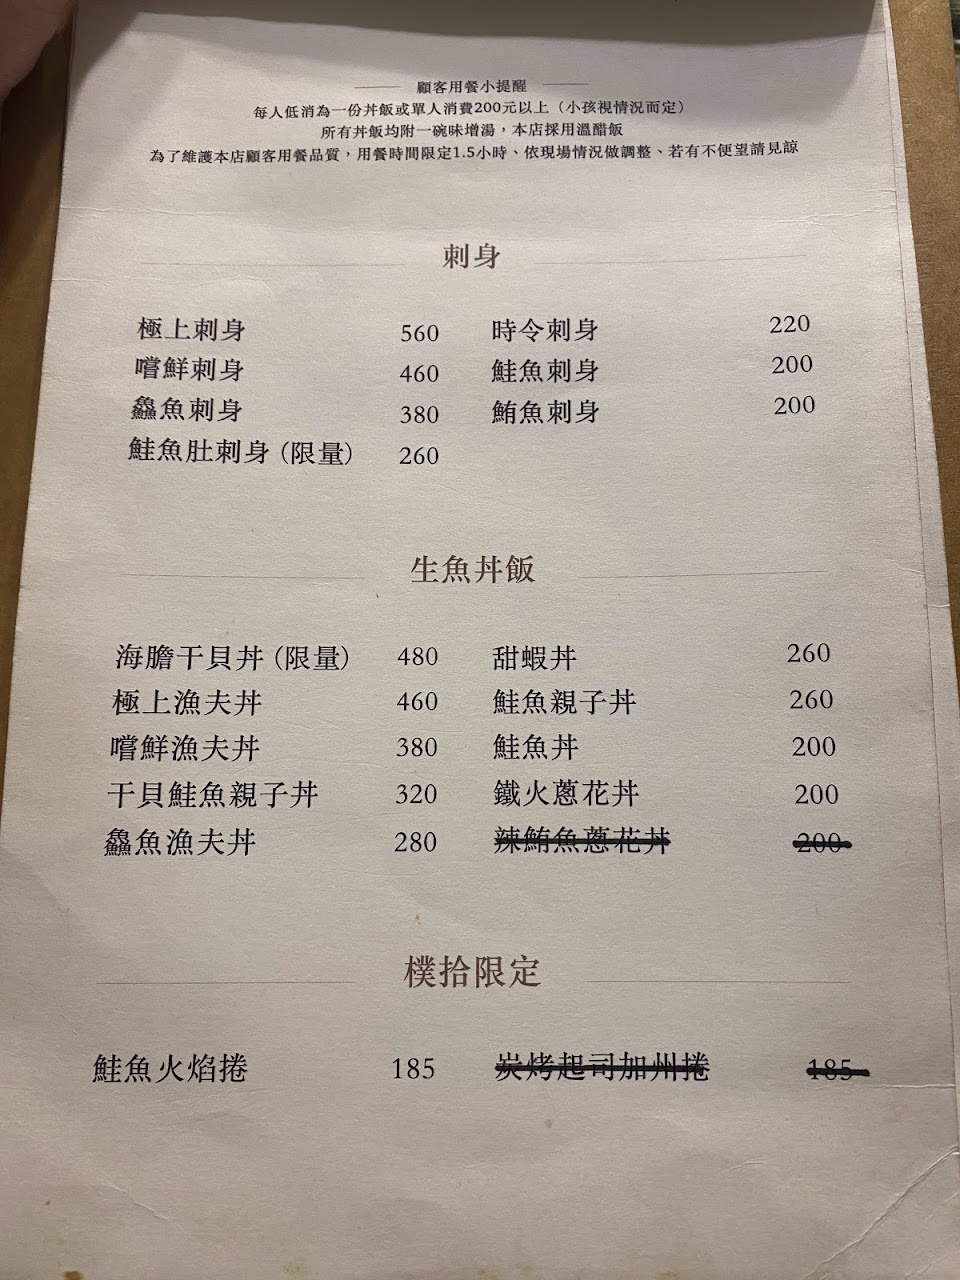 顧客用餐小提醒
每人低消為一份丼飯或單人消費200元以上（小孩視情況而定）
所有丼飯均附一碗味增湯，本店採用溫醋飯
為了維護本店顧客用餐品質，用餐時間限定1.5小時、依現場情況做調整、若有不便望請見諒
刺身
極上刺身 560 時令刺身 220
嚐鮮刺身 460 鮭魚刺身 200
鱻魚刺身 380 鮪魚刺身 200
鮭魚肚刺身（限量） 260
生魚丼飯
海膽干貝丼（限量） 480 甜蝦丼 260
極上漁夫丼 460 鮭魚親子丼 260
嚐鮮漁夫丼 380 鮭魚丼 200
干貝鮭魚親子丼 320 鐵火蔥花丼 200
鱻魚漁夫丼 280 辣鮪魚蔥花丼 200
樸拾限定
鮭魚火焰捲 185 炭烤起司加州捲 185